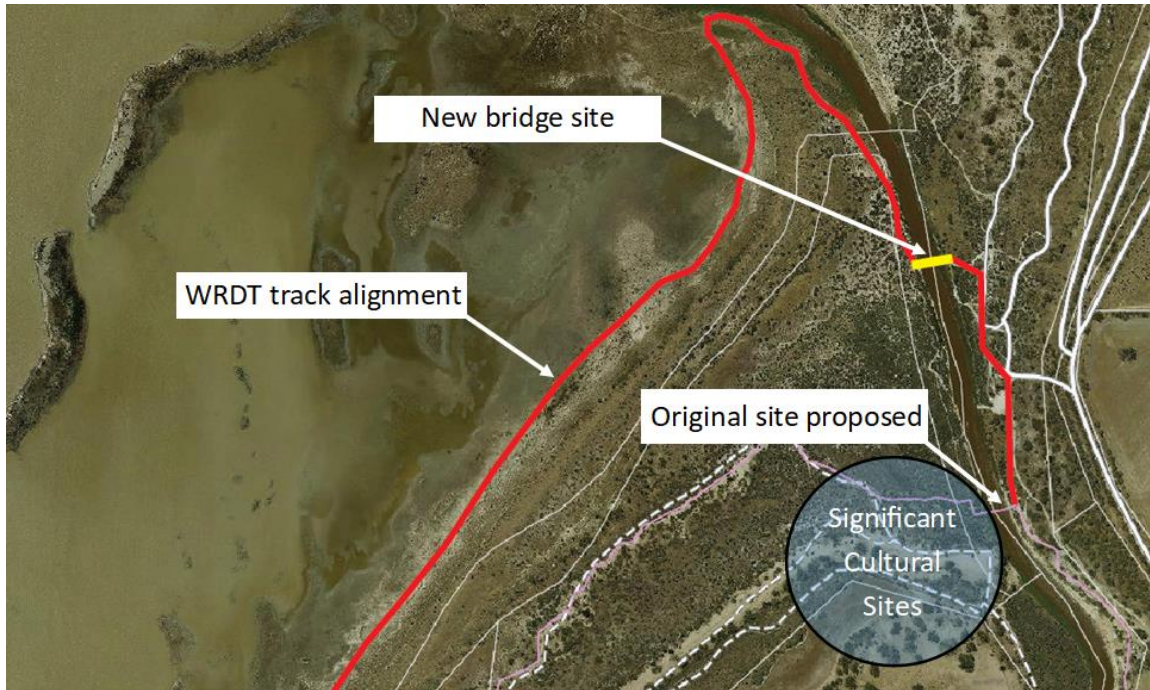 New bridge site
WRDT track alignment
Original site proposed
Significant
Cultural
Sites